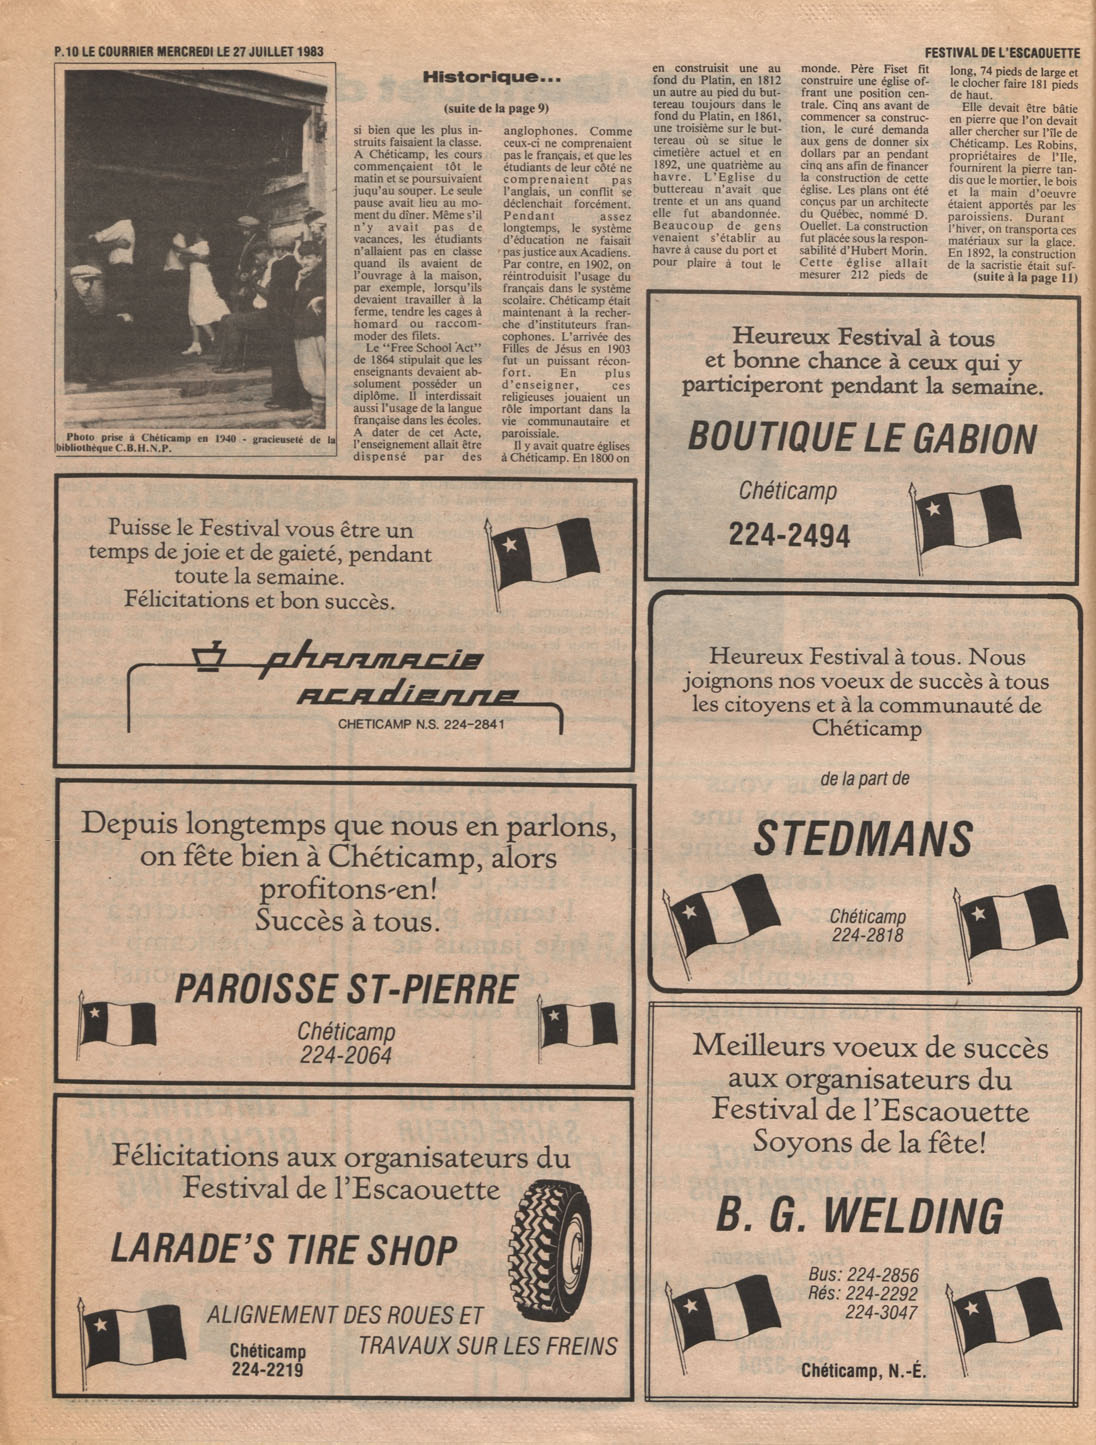 P.10 LE COURRIER MERCREDI LE 27 JUILLET 1983
FESTIVAL DE L'ESCAOUETTE
Photo prise à Chéticamp en 1940 - gracieuseté de la
bibliothèque C.B.H.N.P.
Historique...
(suite de la page 9)
si bien que les plus in-
struits faisaient la classe.
A Chéticamp, les cours
commençaient tôt le
matin et se poursuivaient
juqu'au souper. Le seule
pause avait lieu au mo-
ment du dîner. Même s'il
n'y avait pas de
vacances, les étudiants
n'allaient pas en classe
quand ils avaient de
l'ouvrage à la maison,
par exemple, lorsqu'ils
devaient travailler à la
ferme, tendre les cages à
homard ou raccom-
moder des filets.
Le "Free School Act"
de 1864 stipulait que les
enseignants devaient ab-
solument posséder un
diplôme. Il interdissait
aussi l'usage de la langue
française dans les écoles.
A dater de cet Acte,
l'enseignement allait être
dispensé par des
anglophones. Comme
ceux-ci ne comprenaient
pas le français, et que les
étudiants de leur côté ne
comprenaient pas
l'anglais, un conflit se
déclenchait forcément.
Pendant assez
longtemps, le système
d'éducation ne faisait
pas justice aux Acadiens.
Par contre, en 1902, on
réintroduisit l'usage du
français dans le système
scolaire. Chéticamp était
maintenant à la recher-
che d'instituteurs fran-
cophones. L'arrivée des
Filles de Jésus en 1903
fut un puissant récon-
fort. En plus
d'enseigner, ces
religieuses jouaient un
rôle important dans la
vie communautaire et
paroissiale.
Il y avait quatre églises
à Chéticamp. En 1800 on
en construisit une au
fond du Platin, en 1812
un autre au pied du but-
tereau toujours dans le
fond du Platin, en 1861,
une troisième sur le but-
tereau où se situe le
cimetière actuel et en
1892, une quatrième au
havre. L'Eglise du
buttereau n'avait que
trente et un ans quand
elle fut abandonnée.
Beaucoup de gens
venaient s'établir au
havre à cause du port et
pour plaire à tout le
monde. Père Fiset fit
construire une église of-
frant une position cen-
trale. Cinq ans avant de
commencer sa construc-
tion, le curé demanda
aux gens de donner six
dollars par an pendant
cinq ans afin de financer
la construction de cette
église. Les plans ont été
conçus par un architecte
du Québec, nommé D.
Ouellet. La construction
fut placée sous la respon-
sabilité d'Hubert Morin.
Cette église allait
mesurer 212 pieds de
long, 74 pieds de large et
le clocher faire 181 pieds
de haut.
Elle devait être bâtie
en pierre que l'on devait
aller chercher sur l'île de
Chéticamp. Les Robins,
propriétaires de l'Ile,
fournirent la pierre tan-
dis que le mortier, le bois
et la main d'oeuvre
étaient apportés par les
paroissiens. Durant
l'hiver, on transporta ces
matériaux sur la glace.
En 1892, la construction
de la sacristie était suf-
(suite à la page 11)
Heureux Festival à tous
et bonne chance à ceux qui y
participeront pendant la semaine.
BOUTIQUE LE GABION
Chéticamp
224-2494
Puisse le Festival vous être un
temps de joie et de gaieté, pendant
toute la semaine.
Félicitations et bon succès.
pharmacie
acadienne
CHETICAMP N.S. 224-2841
Heureux Festival à tous. Nous
joignons nos voeux de succès à tous
les citoyens et à la communauté de
Chéticamp
de la part de
STEDMANS
Chéticamp
224-2818
Depuis longtemps que nous en parlons,
on fête bien à Chéticamp, alors
profitons-en!
Succès à tous.
PAROISSE ST-PIERRE
Chéticamp
224-2064
Meilleurs voeux de succès
aux organisateurs du
Festival de l'Escaouette
Soyons de la fête!
B. G. WELDING
Bus: 224-2856
Rés: 224-2292
224-3047
Chéticamp, N.-É.
Félicitations aux organisateurs du
Festival de l'Escaouette
LARADE'S TIRE SHOP
ALIGNEMENT DES ROUES ET
TRAVAUX SUR LES FREINS
Chéticamp
224-2219